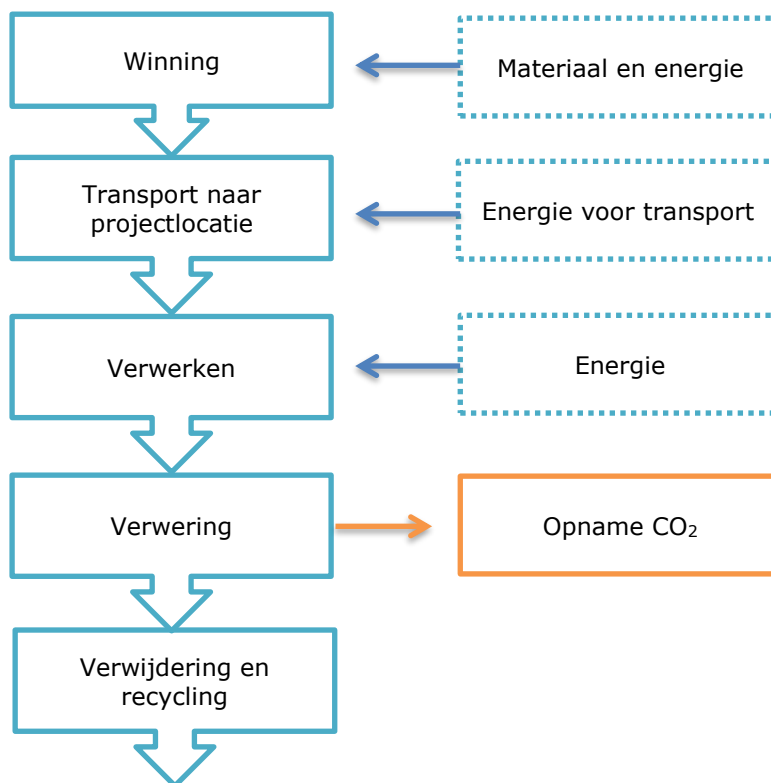 Winning
Materiaal en energie
Transport naar
projectlocatie
Energie voor transport
Verwerken
Energie
Verwering
Opname CO₂
Verwijdering en
recycling